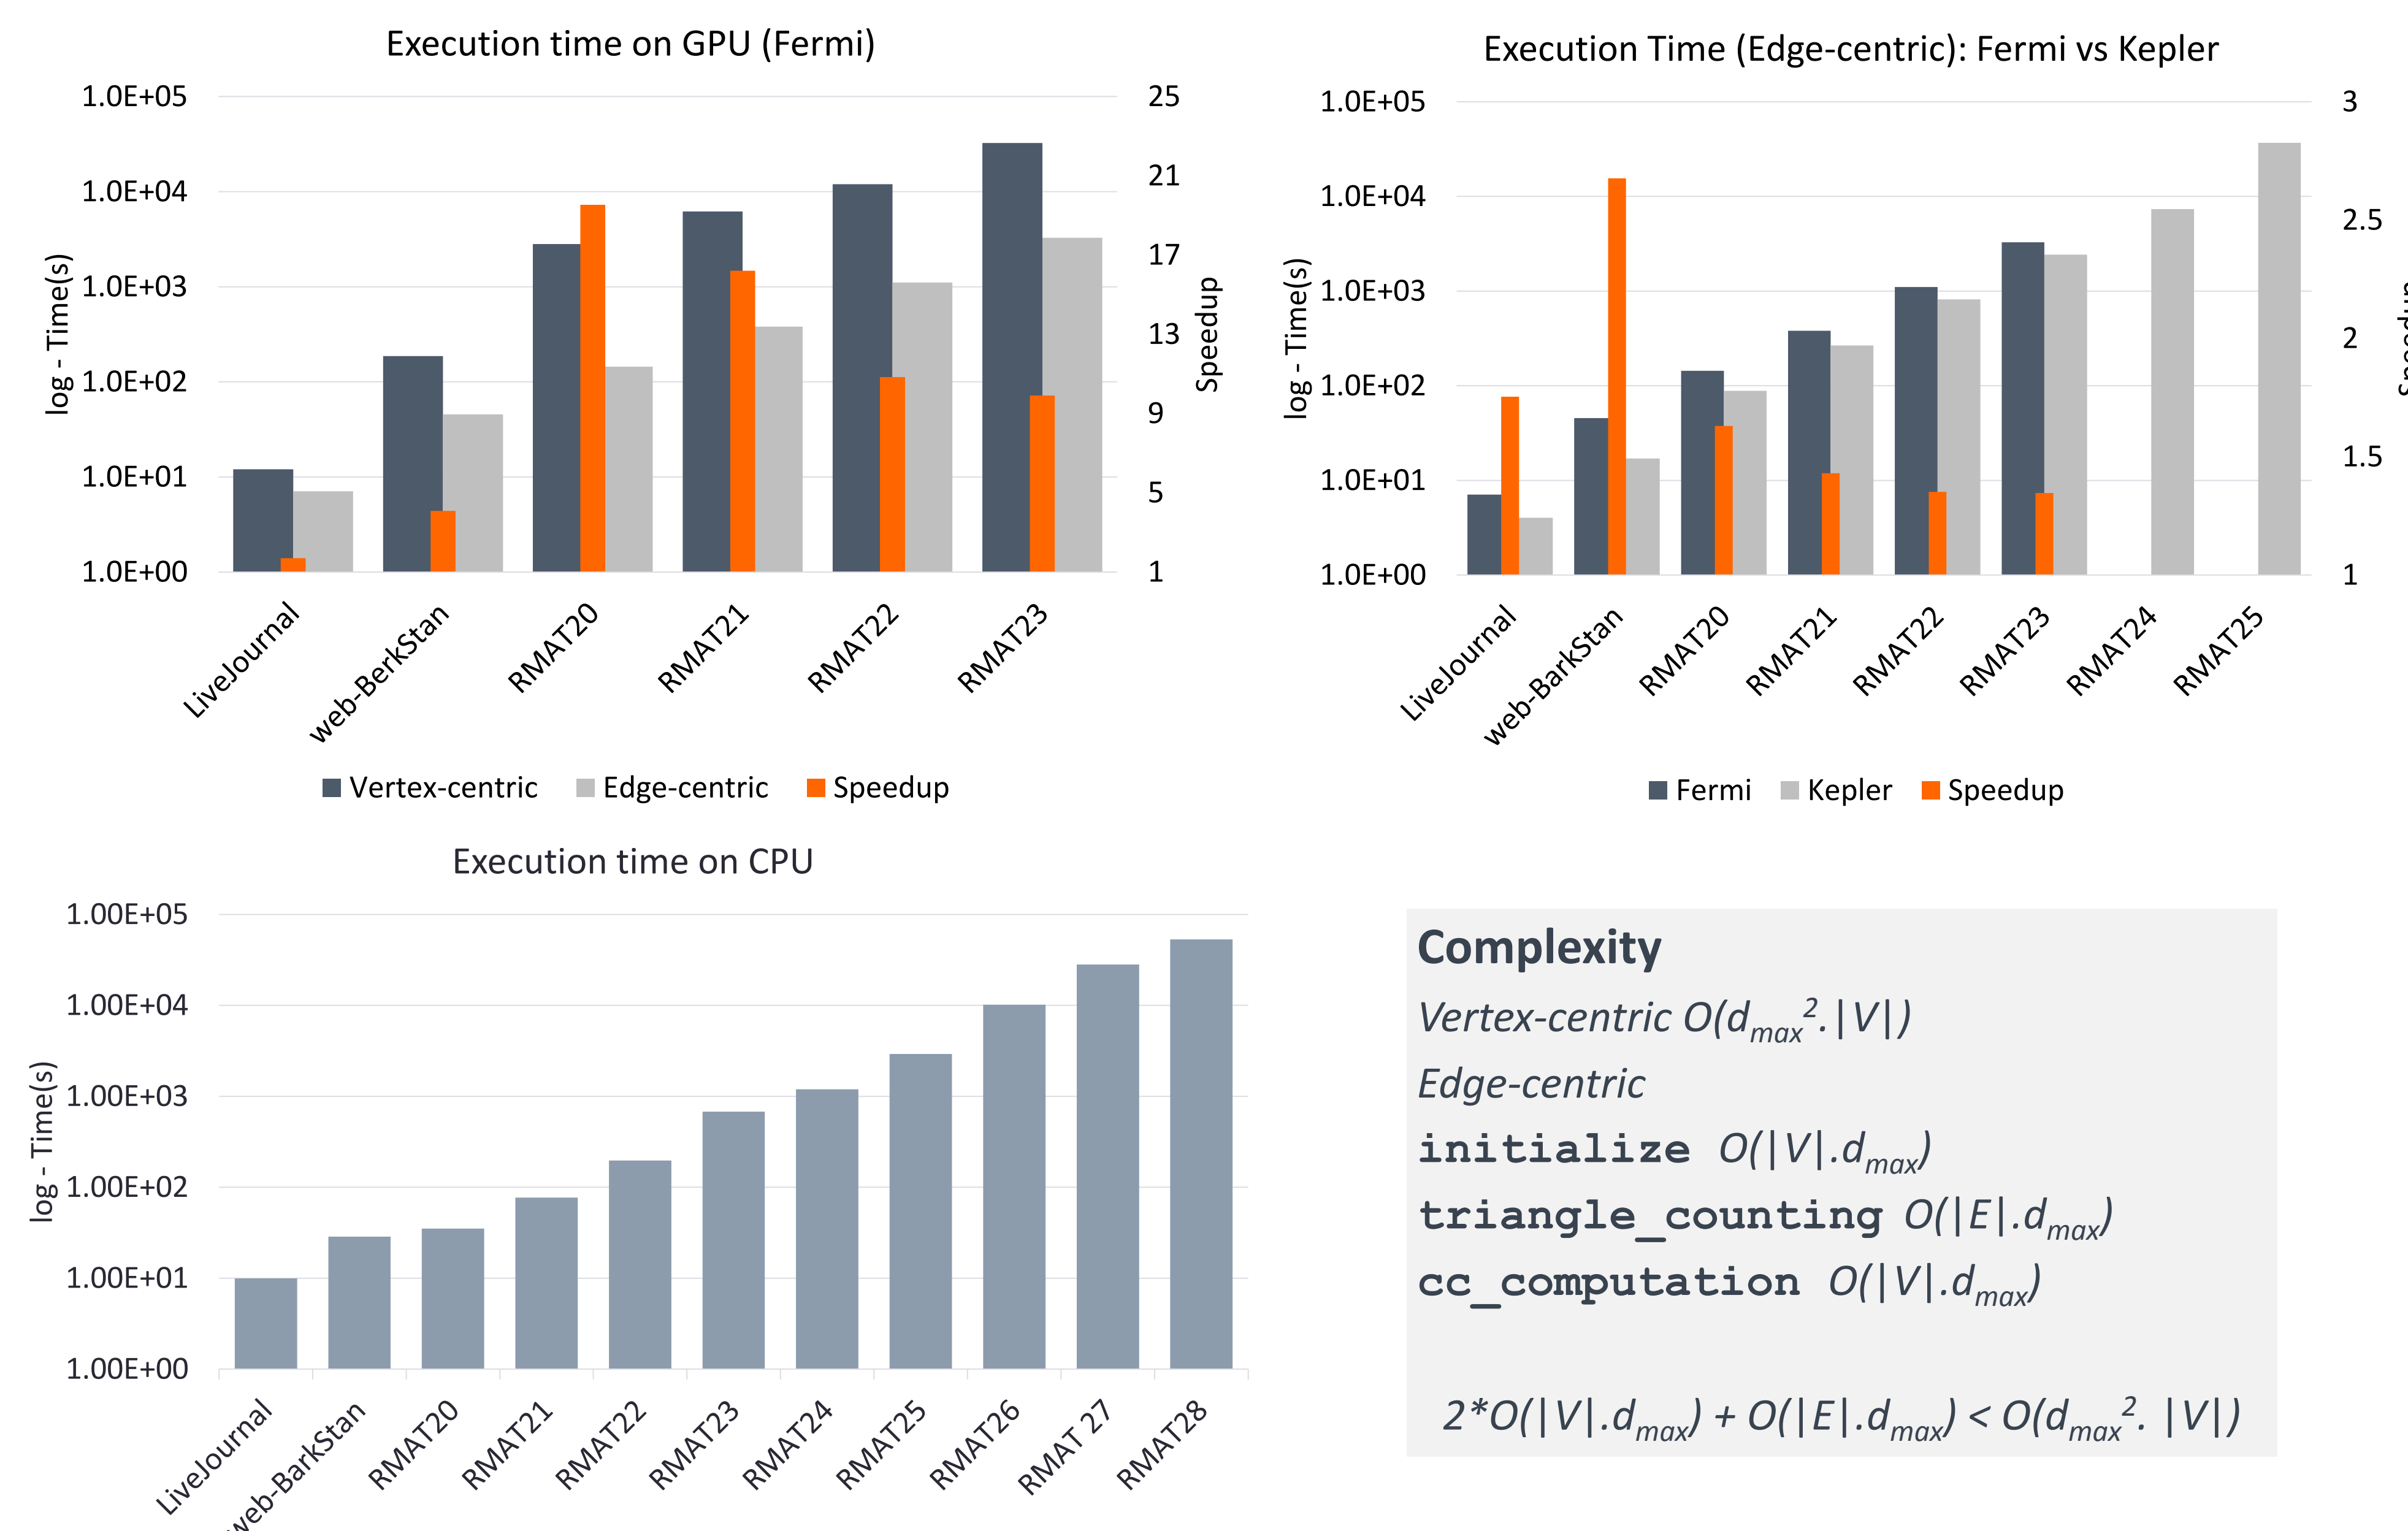 Execution time on GPU (Fermi)
1.0E+05
1.0E+04
1.0E+03
1.0E+02
1.0E+01
1.0E+00
log - Time(s)
25
21
17
13
9
5
1
Speedup
LiveJournal
web-BerkStan
RMAT20
RMAT21
RMAT22
RMAT23
Vertex-centric
Edge-centric
Speedup
Execution Time (Edge-centric): Fermi vs Kepler
1.0E+05
1.0E+04
1.0E+03
1.0E+02
1.0E+01
1.0E+00
log - Time(s)
3
2.5
2
1.5
1
Speedup
LiveJournal
web-BarkStan
RMAT20
RMAT21
RMAT22
RMAT23
RMAT24
RMAT25
Fermi
Kepler
Speedup
Execution time on CPU
1.00E+05
1.00E+04
1.00E+03
1.00E+02
1.00E+01
1.00E+00
log - Time(s)
LiveJournal
web-BarkStan
RMAT20
RMAT21
RMAT22
RMAT23
RMAT24
RMAT25
RMAT26
RMAT 27
RMAT28
Complexity
Vertex-centric O(dmax².|V|)
Edge-centric
initialize O(|V|.dmax)
triangle_counting O(|E|.dmax)
cc_computation O(|V|.dmax)
2*O(|V|.dmax) + O(|E|.dmax) < O(dmax². |V|)